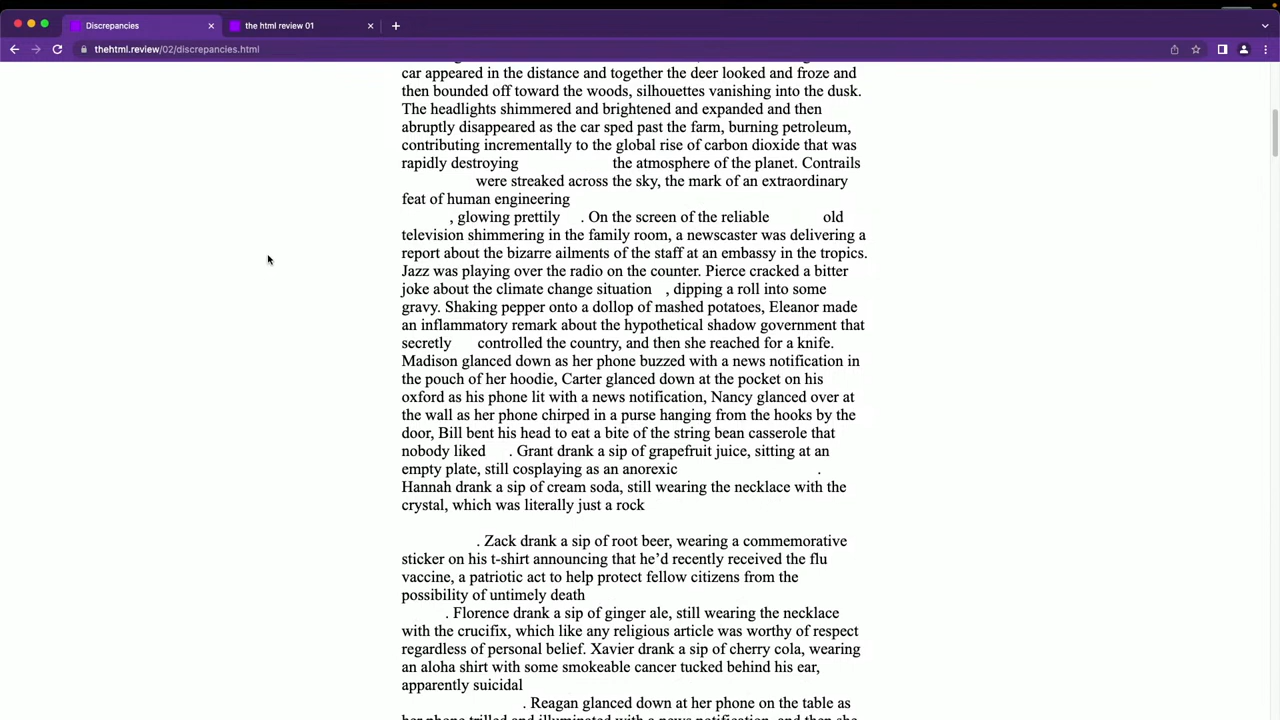 Discrepancies
the html review 01
thehtml.review/02/discrepancies.html
car appeared in the distance and together the deer looked and froze and
then bounded off toward the woods, silhouettes vanishing into the dusk.
The headlights shimmered and brightened and expanded and then
abruptly disappeared as the car sped past the farm, burning petroleum,
contributing incrementally to the global rise of carbon dioxide that was
rapidly destroying the atmosphere of the planet. Contrails
were streaked across the sky, the mark of an extraordinary
feat of human engineering
, glowing prettily . On the screen of the reliable old
television shimmering in the family room, a newscaster was delivering a
report about the bizarre ailments of the staff at an embassy in the tropics.
Jazz was playing over the radio on the counter. Pierce cracked a bitter
joke about the climate change situation , dipping a roll into some
gravy. Shaking pepper onto a dollop of mashed potatoes, Eleanor made
an inflammatory remark about the hypothetical shadow government that
secretly controlled the country, and then she reached for a knife.
Madison glanced down as her phone buzzed with a news notification in
the pouch of her hoodie, Carter glanced down at the pocket on his
oxford as his phone lit with a news notification, Nancy glanced over at
the wall as her phone chirped in a purse hanging from the hooks by the
door, Bill bent his head to eat a bite of the string bean casserole that
nobody liked . Grant drank a sip of grapefruit juice, sitting at an
empty plate, still cosplaying as an anorexic .
Hannah drank a sip of cream soda, still wearing the necklace with the
crystal, which was literally just a rock
. Zack drank a sip of root beer, wearing a commemorative
sticker on his t-shirt announcing that he’d recently received the flu
vaccine, a patriotic act to help protect fellow citizens from the
possibility of untimely death
. Florence drank a sip of ginger ale, still wearing the necklace
with the crucifix, which like any religious article was worthy of respect
regardless of personal belief. Xavier drank a sip of cherry cola, wearing
an aloha shirt with some smokeable cancer tucked behind his ear,
apparently suicidal
. Reagan glanced down at her phone on the table as
her phone trilled and illuminated with a news notification, and then she